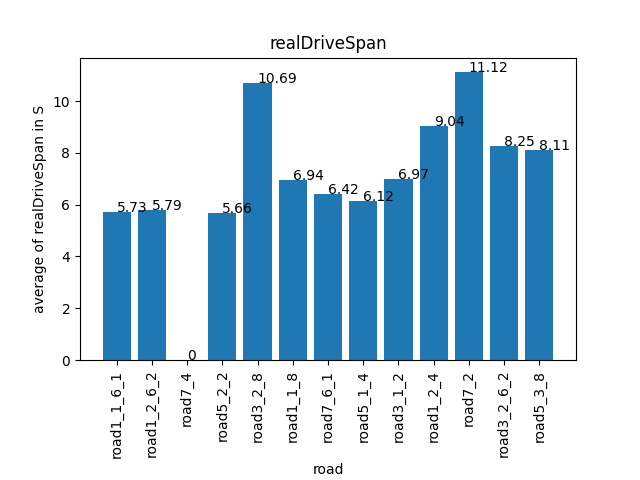 realDriveSpan
average of realDriveSpan in S
0
2
4
6
8
10
5.73
5.79
0
5.66
10.69
6.94
6.42
6.12
6.97
9.04
11.12
8.25
8.11
road1_1_6_1
road1_2_6_2
road7_4
road5_2_2
road3_2_8
road1_1_8
road7_6_1
road5_1_4
road3_1_2
road1_2_4
road7_2
road3_2_6_2
road5_3_8
road